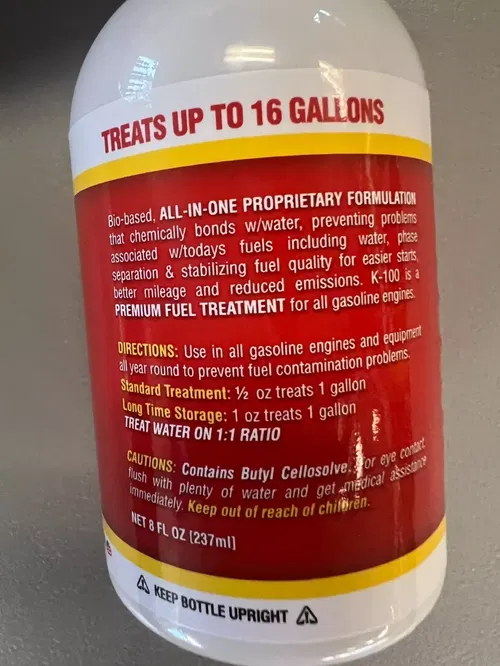 TREATS UP TO 16 GALLONS
Bio-based, ALL-IN-ONE PROPRIETARY FORMULATION
that chemically bonds w/water, preventing problems
associated w/todays fuels including water, phase
separation & stabilizing fuel quality for easier starts,
better mileage and reduced emissions. K-100 is a
PREMIUM FUEL TREATMENT for all gasoline engines.
DIRECTIONS: Use in all gasoline engines and equipment
all year round to prevent fuel contamination problems.
Standard Treatment: ½ oz treats 1 gallon
Long Time Storage: 1 oz treats 1 gallon
TREAT WATER ON 1:1 RATIO
CAUTIONS: Contains Butyl Cellosolve. For eye contact,
flush with plenty of water and get medical assistance
immediately. Keep out of reach of children.
NET 8 FL OZ [237ml]
KEEP BOTTLE UPRIGHT